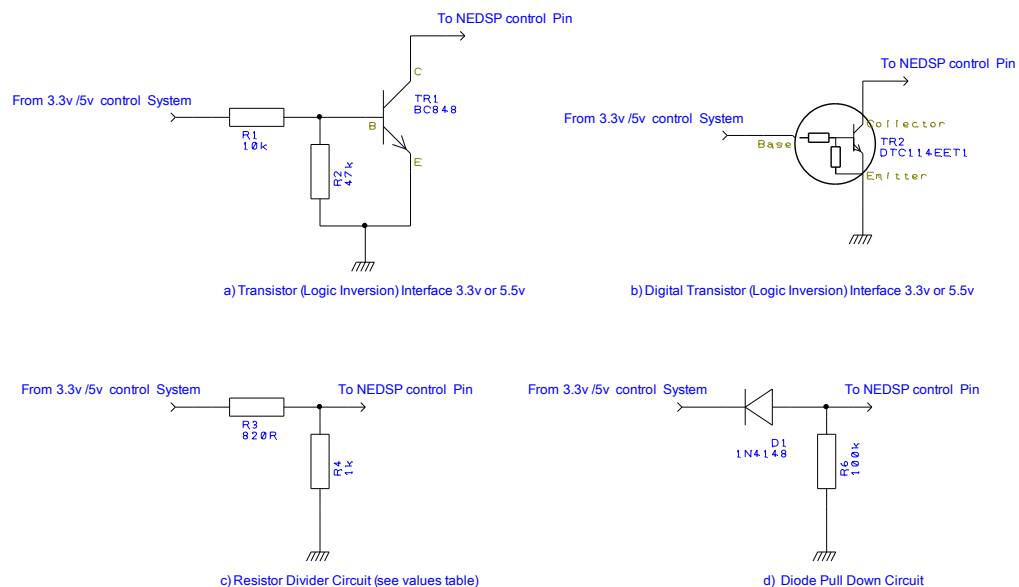 To NEDSP control Pin
C
TR1
BC848
From 3.3v /5v control System
B
R1
10k
R2
47k
E
a) Transistor (Logic Inversion) Interface 3.3v or 5.5v
To NEDSP control Pin
From 3.3v /5v control System
Collector
Base
TR2
DTC114EET1
Emitter
b) Digital Transistor (Logic Inversion) Interface 3.3v or 5.5v
From 3.3v /5v control System
To NEDSP control Pin
R3
820R
R4
1k
c) Resistor Divider Circuit (see values table)
From 3.3v /5v control System
To NEDSP control Pin
D1
1N4148
R6
100k
d) Diode Pull Down Circuit